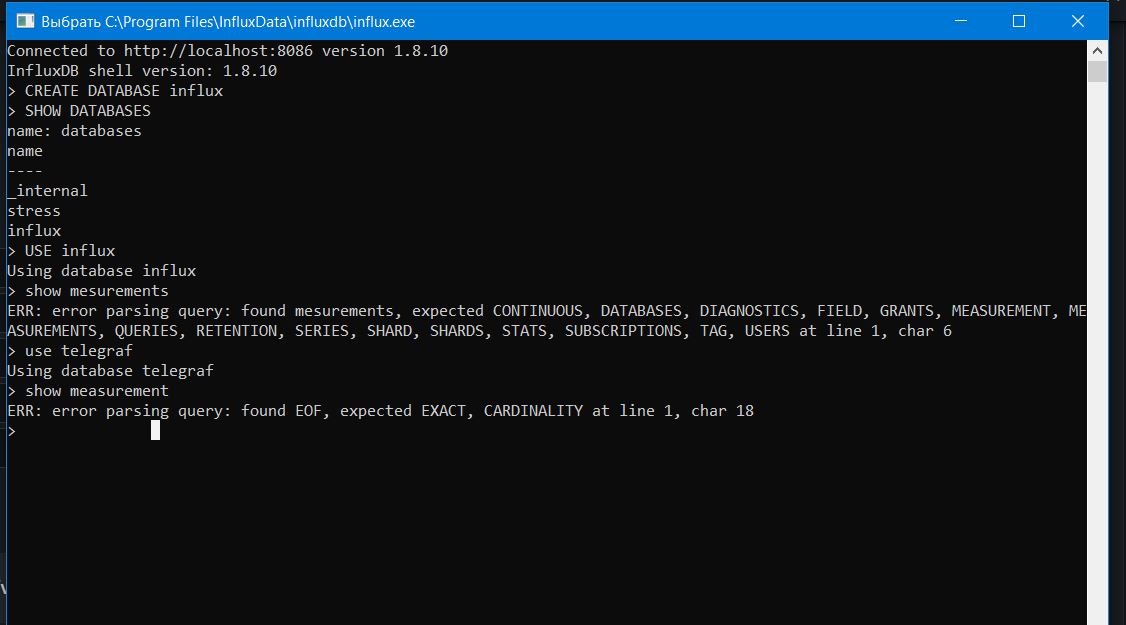 Выбрать C:\Program Files\InfluxData\influxdb\influx.exe
Connected to http://localhost:8086 version 1.8.10
InfluxDB shell version: 1.8.10
> CREATE DATABASE influx
> SHOW DATABASES
name: databases
name
----
_internal
stress
influx
> USE influx
Using database influx
> show mesurements
ERR: error parsing query: found mesurements, expected CONTINUOUS, DATABASES, DIAGNOSTICS, FIELD, GRANTS, MEASUREMENT, ME
ASUREMENTS, QUERIES, RETENTION, SERIES, SHARD, SHARDS, STATS, SUBSCRIPTIONS, TAG, USERS at line 1, char 6
> use telegraf
Using database telegraf
> show measurement
ERR: error parsing query: found EOF, expected EXACT, CARDINALITY at line 1, char 18
>